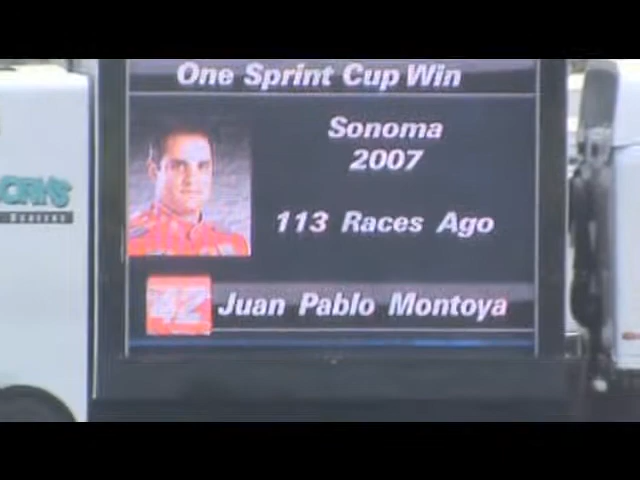 One Sprint Cup Win
Sonoma
2007
113 Races Ago
42 Juan Pablo Montoya